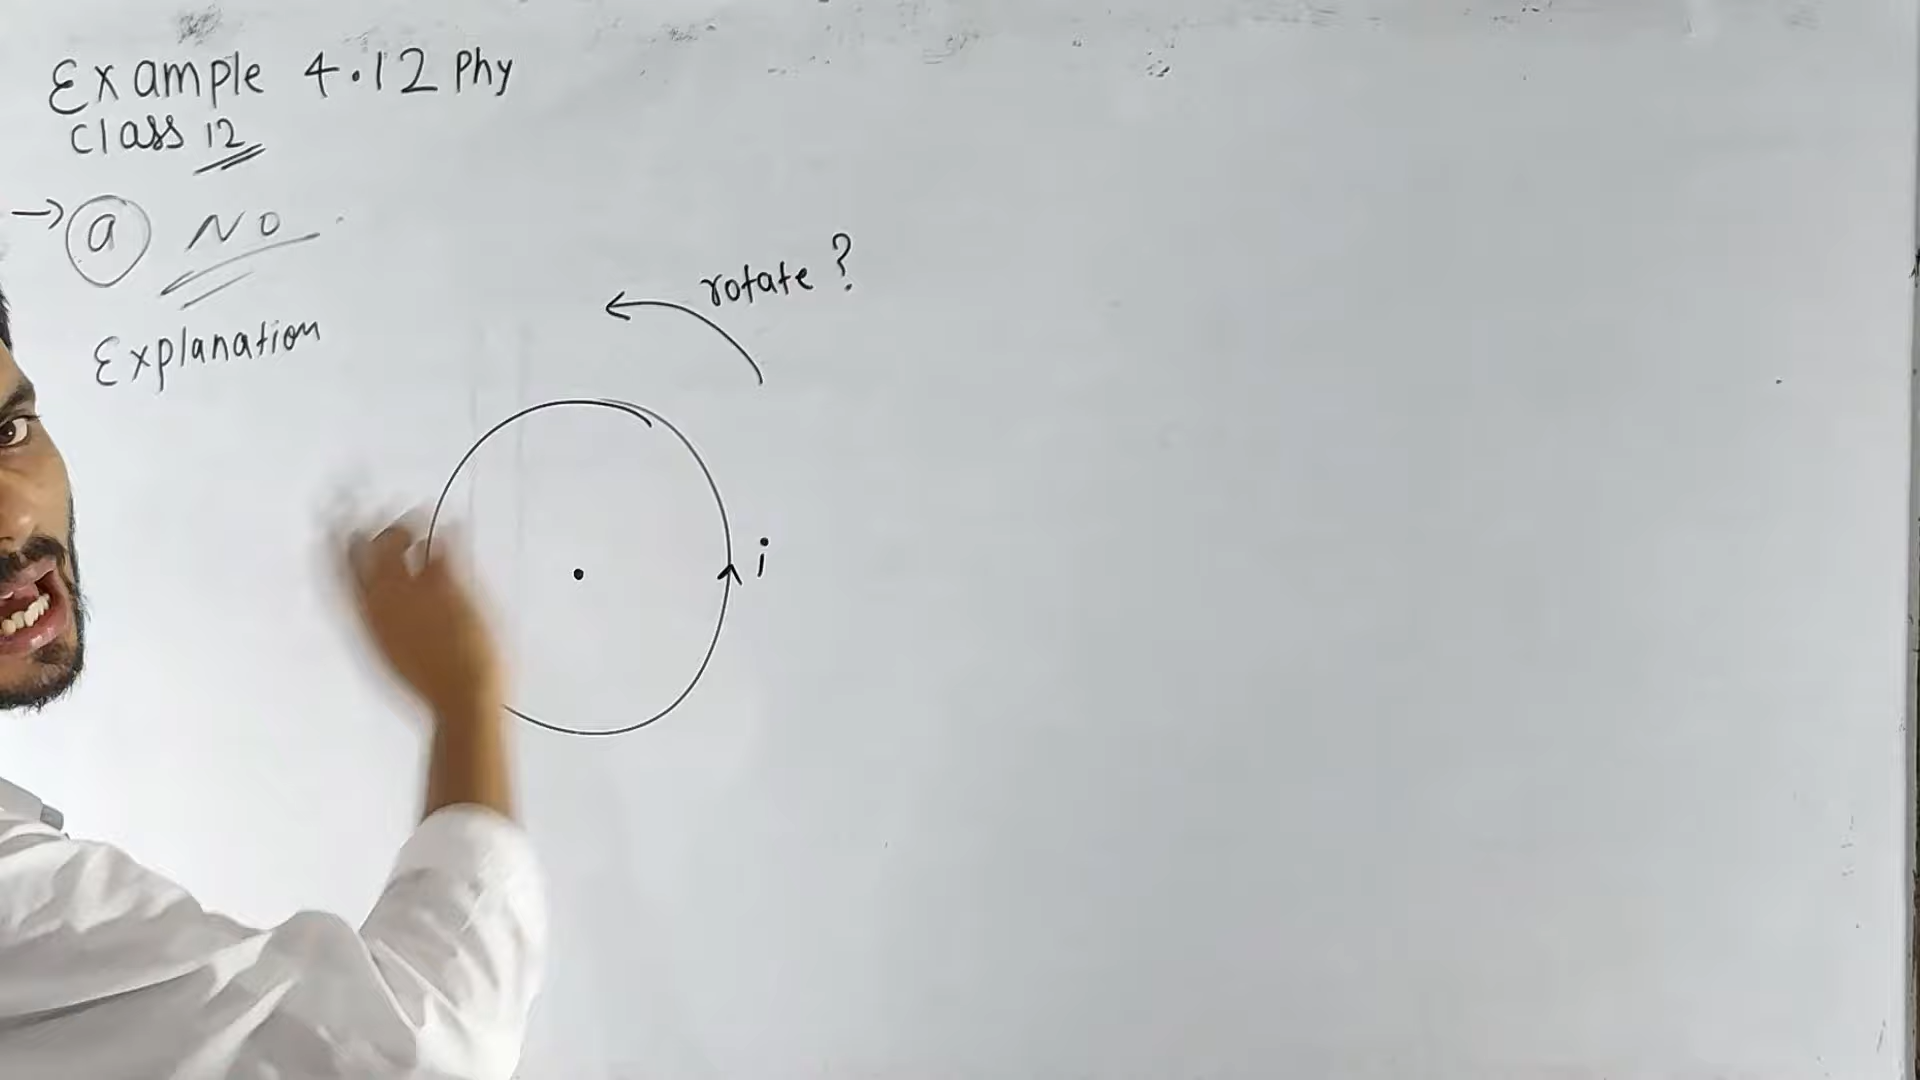 Example 4.12 Phy
Class 12
→ a NO
rotate ?
Explanation
i